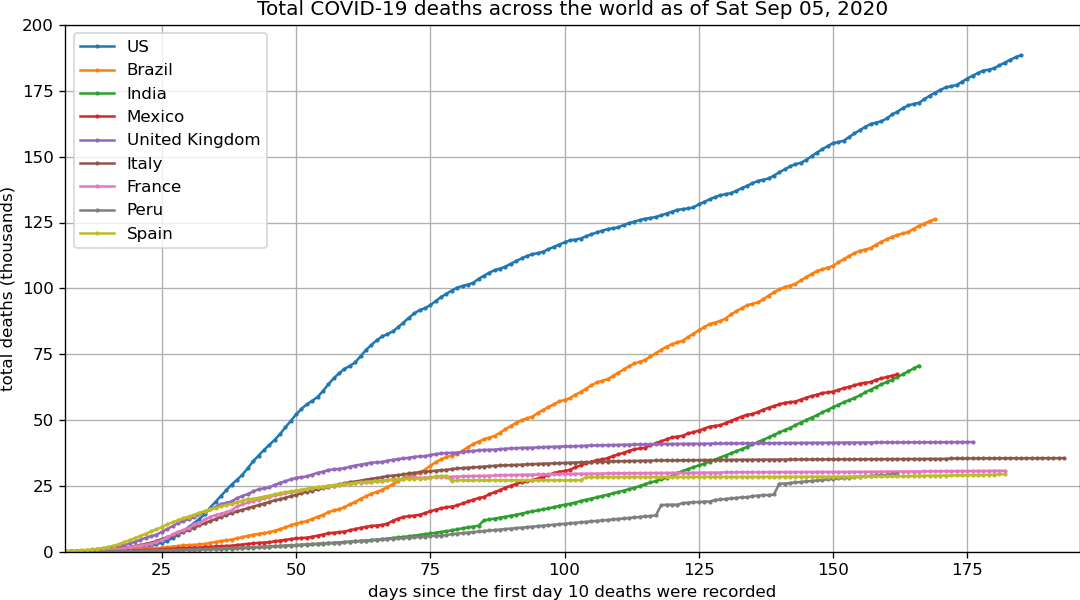 Total COVID-19 deaths across the world as of Sat Sep 05, 2020
total deaths (thousands)
200
175
150
125
100
75
50
25
0
US
Brazil
India
Mexico
United Kingdom
Italy
France
Peru
Spain
25 50 75 100 125 150 175
days since the first day 10 deaths were recorded